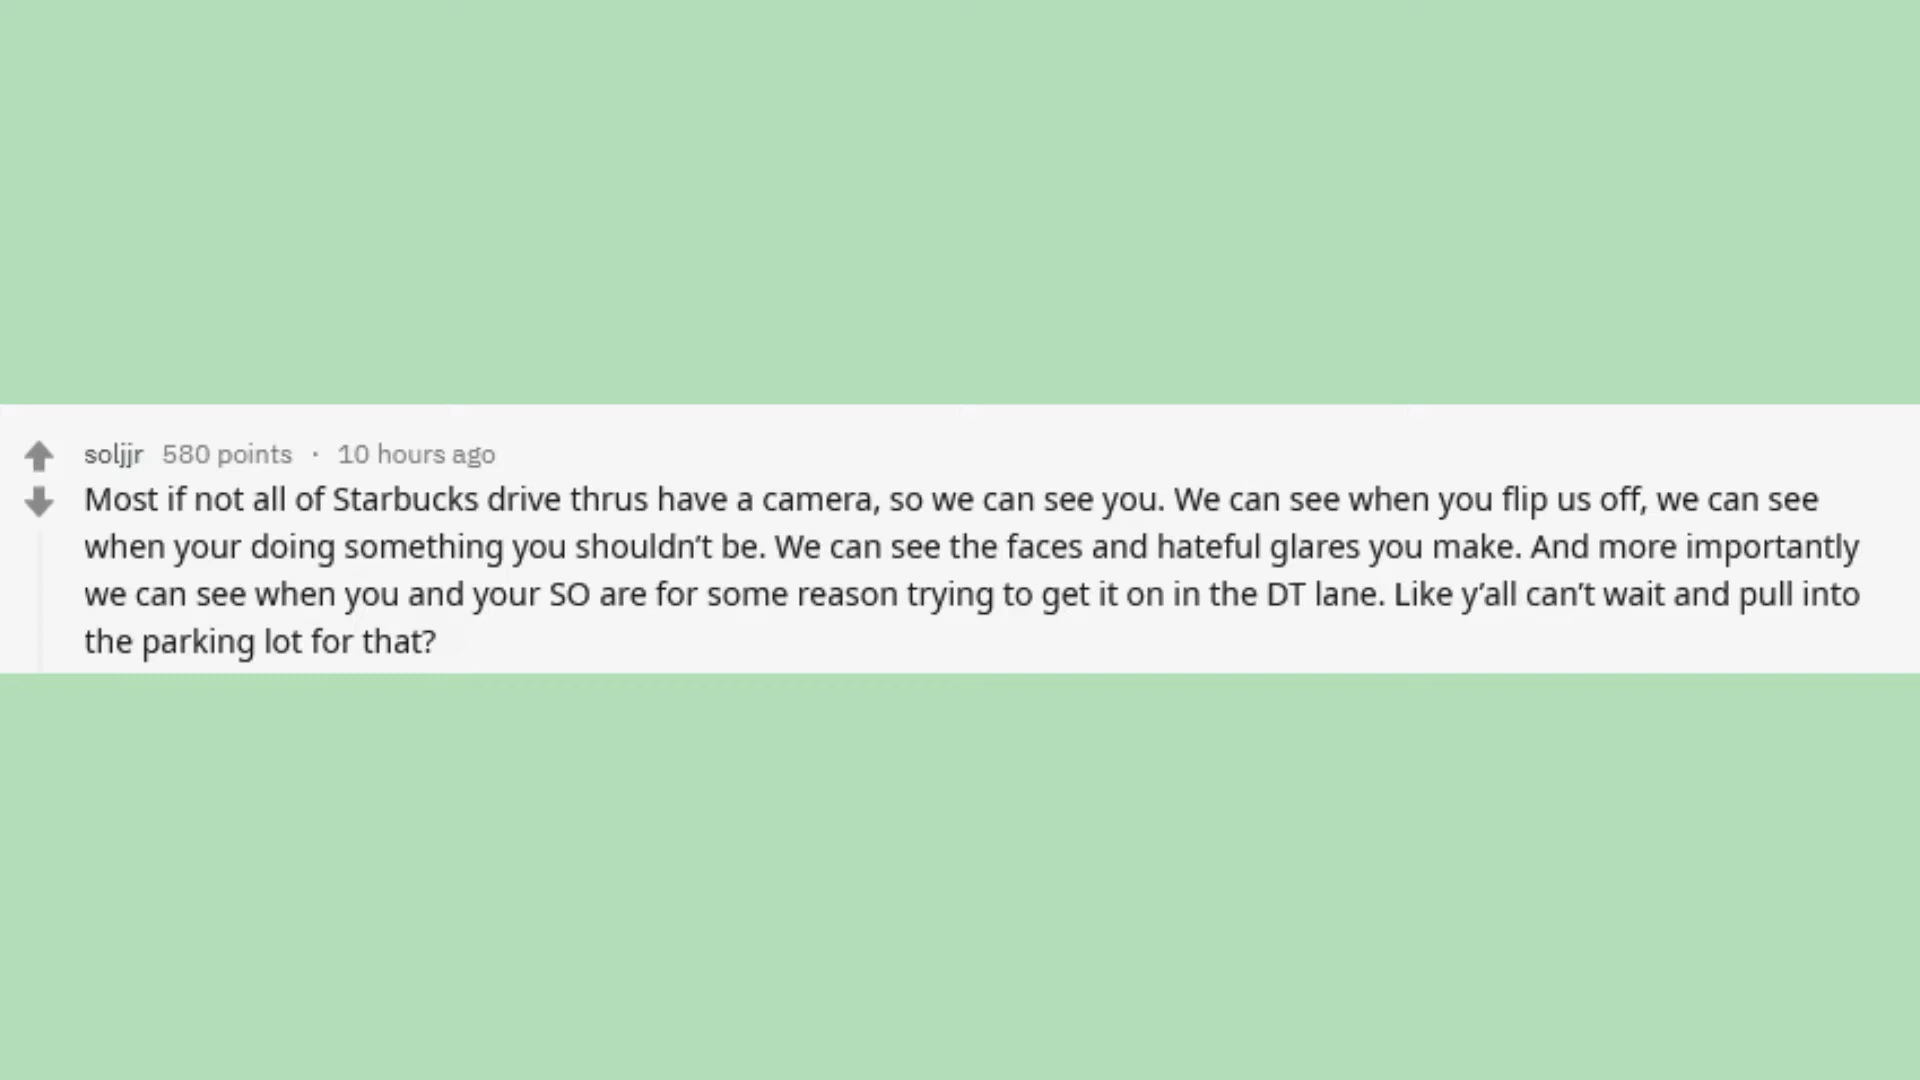 soljjr 580 points · 10 hours ago
Most if not all of Starbucks drive thrus have a camera, so we can see you. We can see when you flip us off, we can see
when your doing something you shouldn’t be. We can see the faces and hateful glares you make. And more importantly
we can see when you and your SO are for some reason trying to get it on in the DT lane. Like y’all can’t wait and pull into
the parking lot for that?